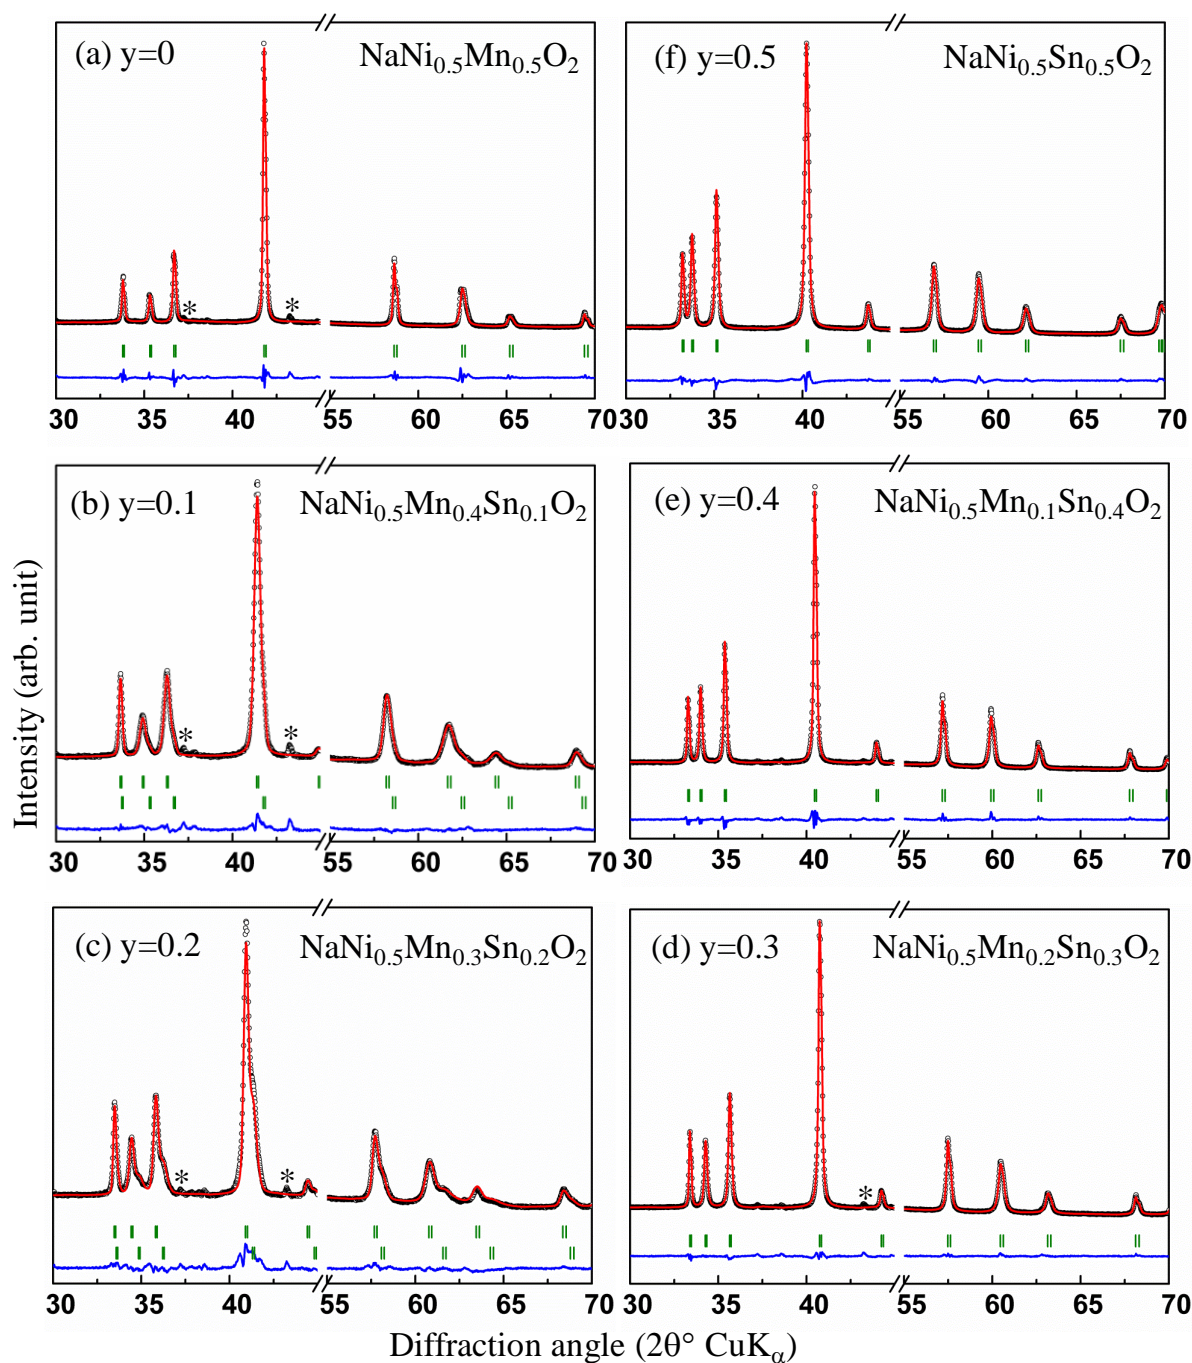 (a) y=0 NaNi0.5Mn0.5O2
30 35 40 55 60 65 70
(f) y=0.5 NaNi0.5Sn0.5O2
30 35 40 55 60 65 70
(b) y=0.1 NaNi0.5Mn0.4Sn0.1O2
* *
30 35 40 55 60 65 70
(e) y=0.4 NaNi0.5Mn0.1Sn0.4O2
30 35 40 55 60 65 70
(c) y=0.2 NaNi0.5Mn0.3Sn0.2O2
* *
30 35 40 55 60 65 70
(d) y=0.3 NaNi0.5Mn0.2Sn0.3O2
*
30 35 40 55 60 65 70
Intensity (arb. unit)
Diffraction angle (2θ° CuKα)